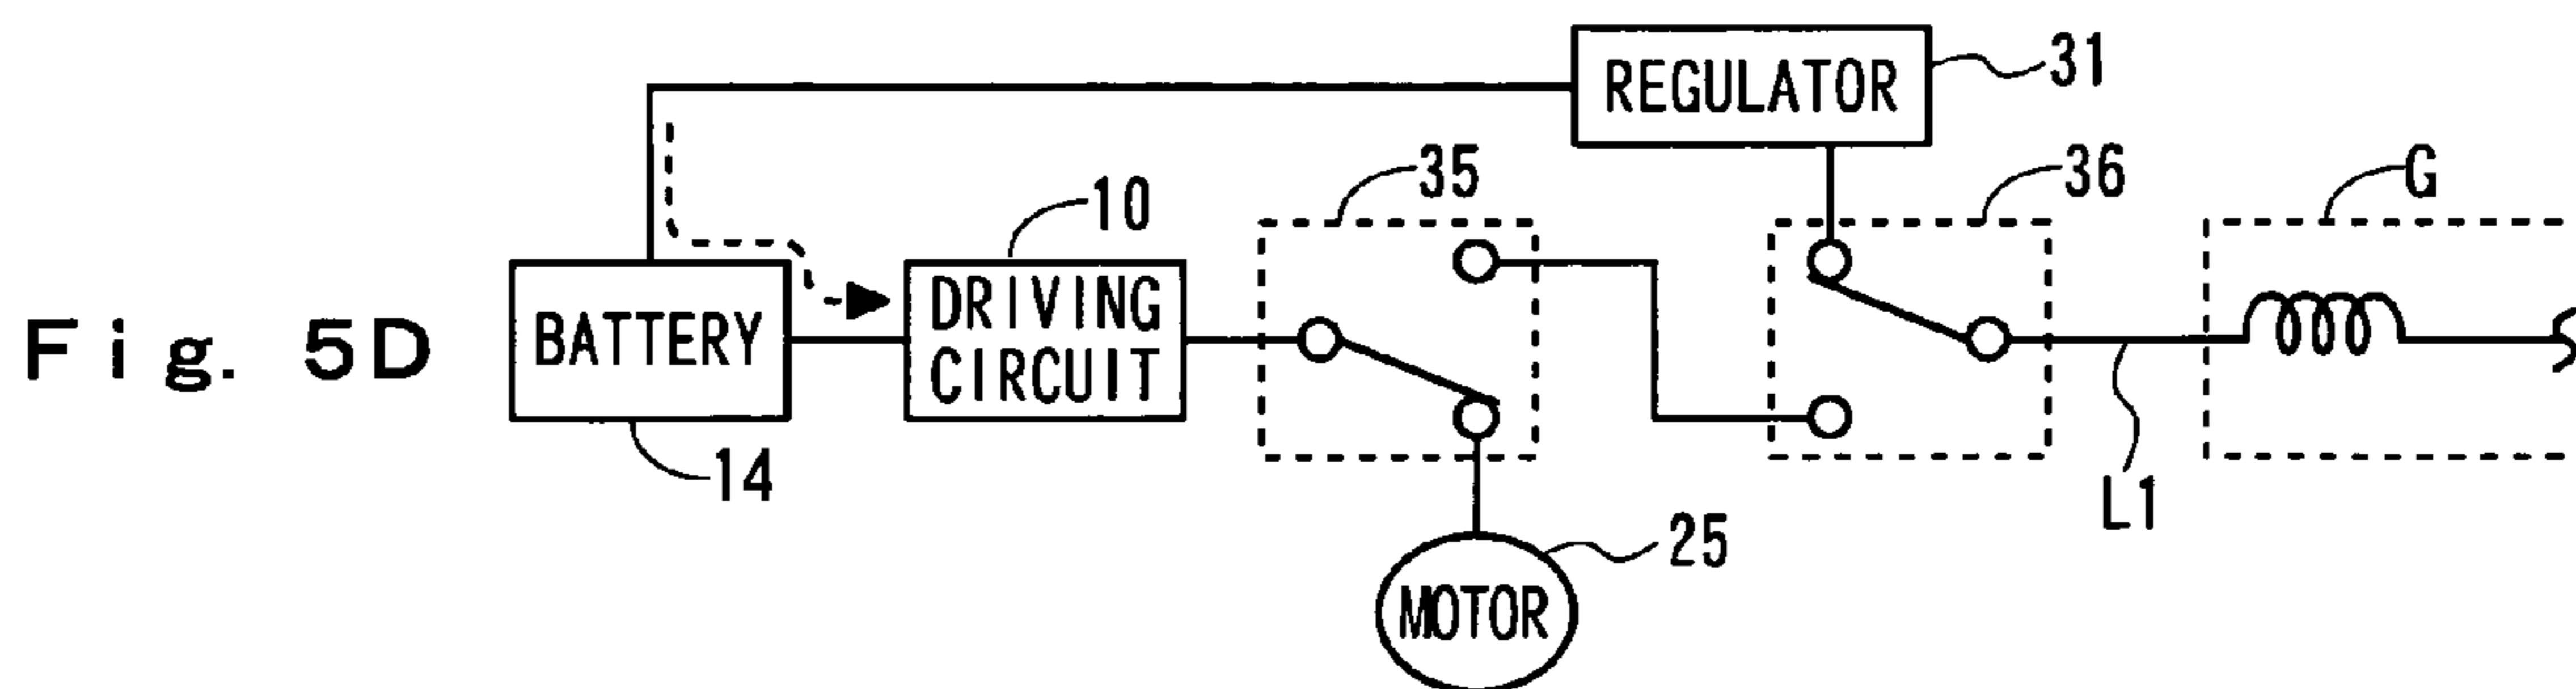 REGULATOR
31
35
36
G
10
BATTERY
DRIVING
CIRCUIT
Fig. 5D
14
L1
25
MOTOR